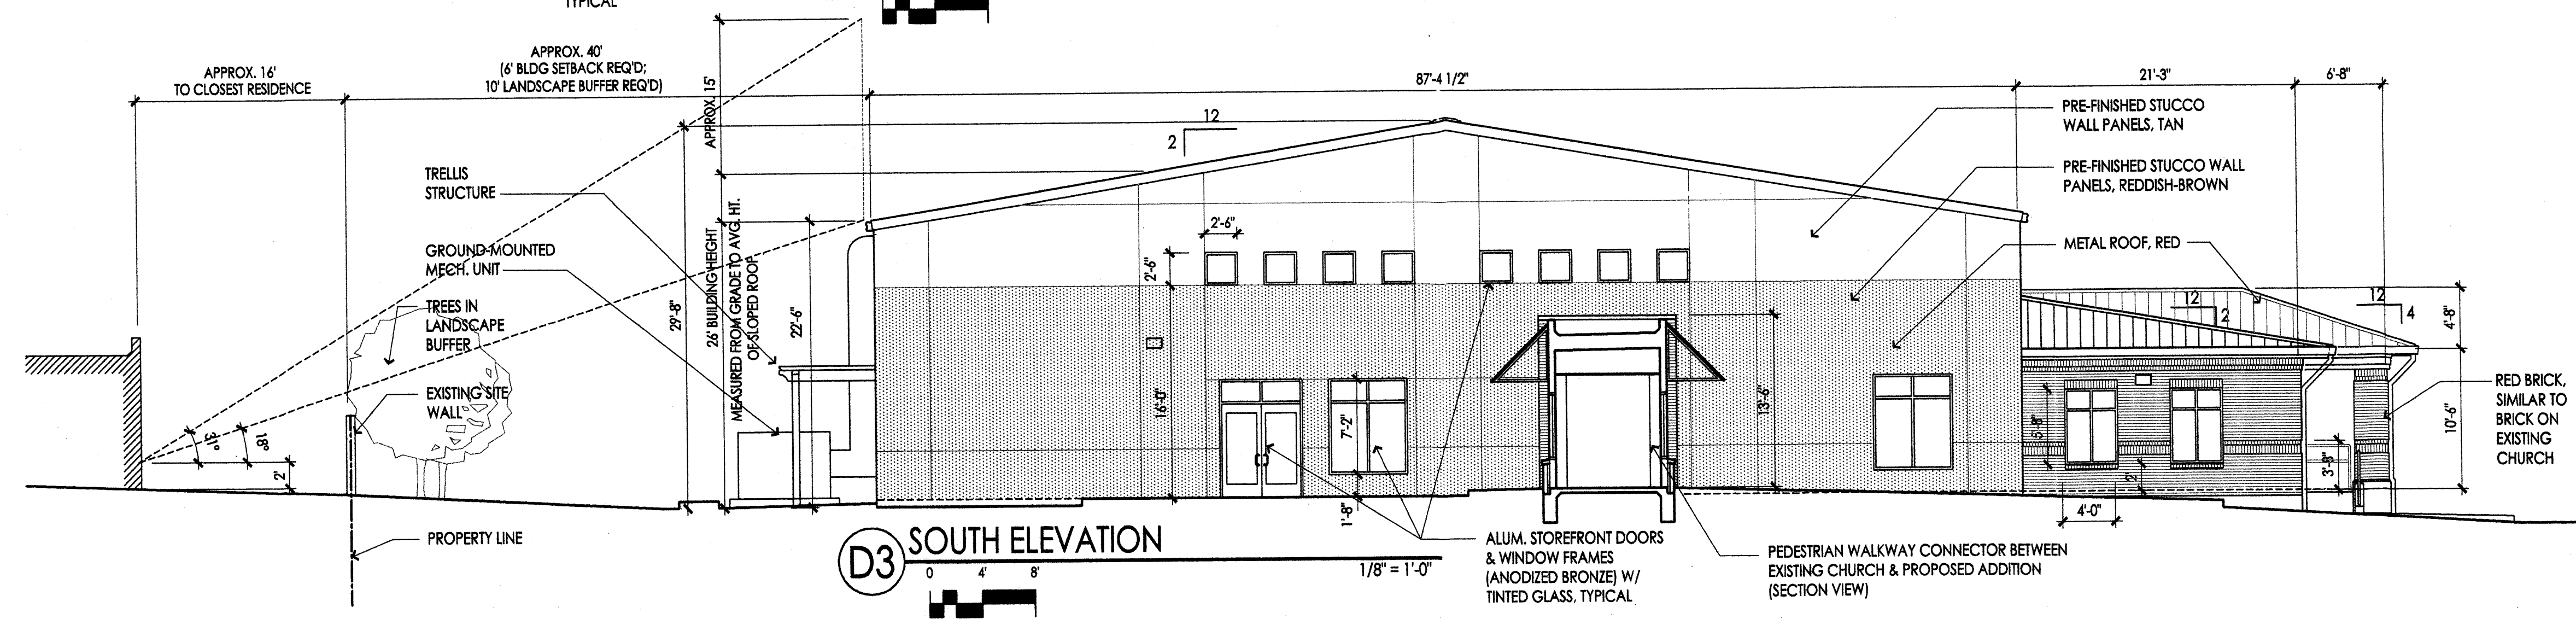 TYPICAL
APPROX. 16'
TO CLOSEST RESIDENCE
APPROX. 40'
(6' BLDG SETBACK REQ'D;
10' LANDSCAPE BUFFER REQ'D)
APPROX. 15'
87'-4 1/2"
21'-3"
6'-8"
12
2
TRELLIS
STRUCTURE
GROUND-MOUNTED
MECH. UNIT
TREES IN
LANDSCAPE
BUFFER
EXISTING SITE
WALL
31°
18°
2'
PROPERTY LINE
29'-8"
26' BUILDING HEIGHT
MEASURED FROM GRADE TO AVG. HT.
OF SLOPED ROOF
22'-6"
2'-6"
2'-6"
16'-0"
7'-2"
1'-8"
13'-6"
PRE-FINISHED STUCCO
WALL PANELS, TAN
PRE-FINISHED STUCCO WALL
PANELS, REDDISH-BROWN
METAL ROOF, RED
12
2
12
4
4'-8"
10'-6"
5'-8"
2'
3'-8"
4'-0"
RED BRICK,
SIMILAR TO
BRICK ON
EXISTING
CHURCH
D3
SOUTH ELEVATION
1/8" = 1'-0"
0 4' 8'
ALUM. STOREFRONT DOORS
& WINDOW FRAMES
(ANODIZED BRONZE) W/
TINTED GLASS, TYPICAL
PEDESTRIAN WALKWAY CONNECTOR BETWEEN
EXISTING CHURCH & PROPOSED ADDITION
(SECTION VIEW)